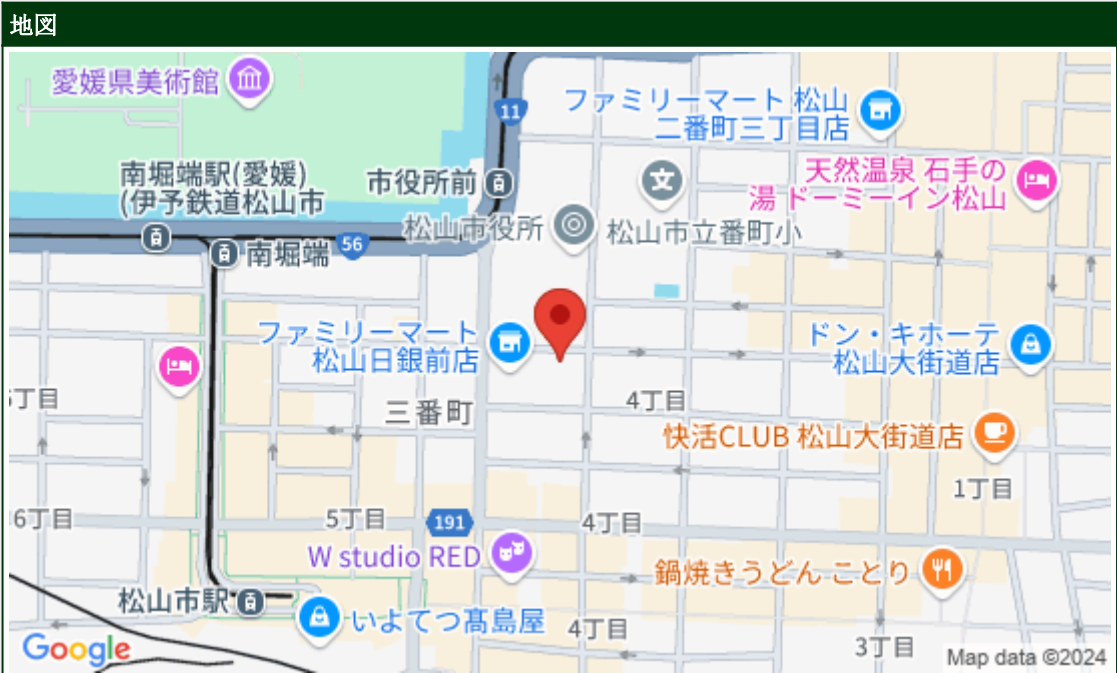 地図
愛媛県美術館
11
ファミリーマート 松山
二番町三丁目店
南堀端駅(愛媛)
(伊予鉄道松山市
市役所前
天然温泉 石手の
湯 ドーミーイン松山
松山市役所
松山市立番町小
南堀端
56
ファミリーマート
松山日銀前店
ドン・キホーテ
松山大街道店
丁目
三番町
4丁目
快活CLUB 松山大街道店
1丁目
6丁目
5丁目
191
4丁目
W studio RED
鍋焼きうどん ことり
松山市駅
いよてつ髙島屋
4丁目
3丁目
Google
Map data ©2024